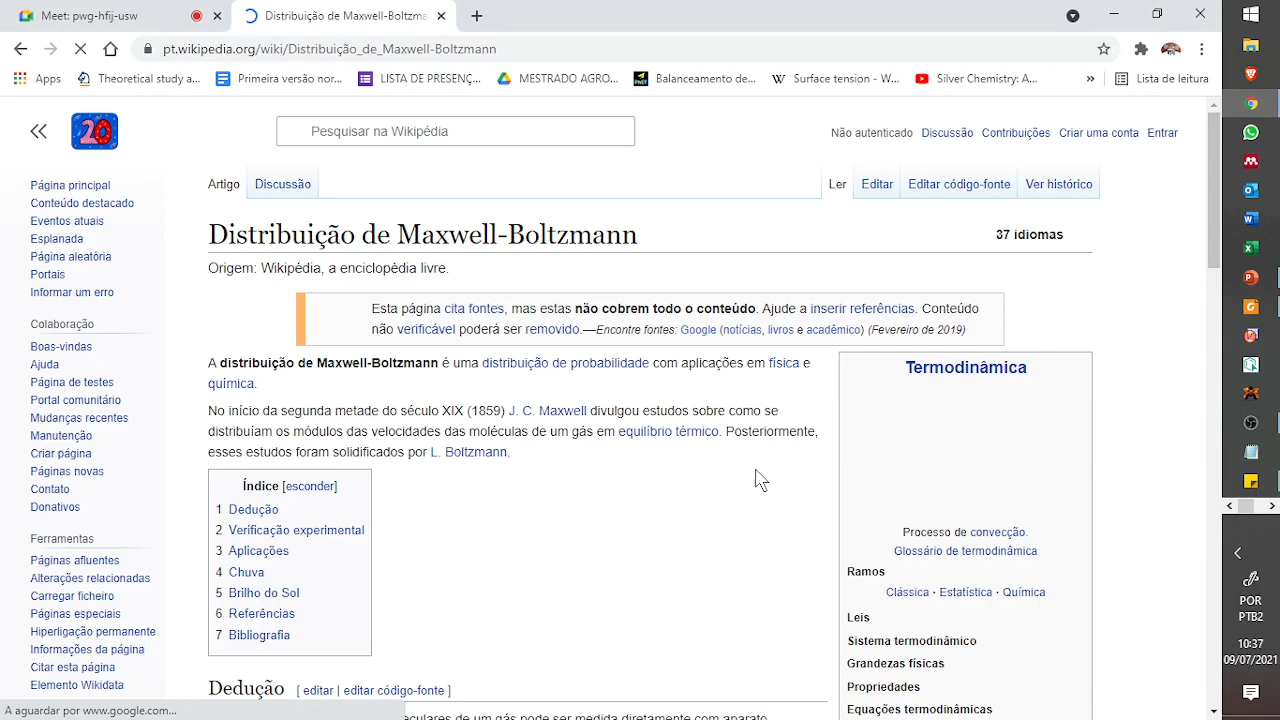 Meet: pwg-hfij-usw
Distribuição de Maxwell-Boltzma
pt.wikipedia.org/wiki/Distribuição_de_Maxwell-Boltzmann
Apps
Theoretical study a...
Primeira versão nor...
LISTA DE PRESENÇ...
MESTRADO AGRO...
Balanceamento de...
Surface tension - W...
Silver Chemistry: A...
»
Lista de leitura
20
Pesquisar na Wikipédia
Não autenticado Discussão Contribuições Criar uma conta Entrar
Artigo Discussão
Ler Editar Editar código-fonte Ver histórico
Página principal
Conteúdo destacado
Eventos atuais
Esplanada
Página aleatória
Portais
Informar um erro
Colaboração
Boas-vindas
Ajuda
Página de testes
Portal comunitário
Mudanças recentes
Manutenção
Criar página
Páginas novas
Contato
Donativos
Ferramentas
Páginas afluentes
Alterações relacionadas
Carregar ficheiro
Páginas especiais
Hiperligação permanente
Informações da página
Citar esta página
Elemento Wikidata
A aguardar por www.google.com...
Distribuição de Maxwell-Boltzmann
37 idiomas
Origem: Wikipédia, a enciclopédia livre.
Esta página cita fontes, mas estas não cobrem todo o conteúdo. Ajude a inserir referências. Conteúdo
não verificável poderá ser removido.—Encontre fontes: Google (notícias, livros e acadêmico) (Fevereiro de 2019)
A distribuição de Maxwell-Boltzmann é uma distribuição de probabilidade com aplicações em física e
química.
No início da segunda metade do século XIX (1859) J. C. Maxwell divulgou estudos sobre como se
distribuíam os módulos das velocidades das moléculas de um gás em equilíbrio térmico. Posteriormente,
esses estudos foram solidificados por L. Boltzmann.
Índice [esconder]
1 Dedução
2 Verificação experimental
3 Aplicações
4 Chuva
5 Brilho do Sol
6 Referências
7 Bibliografia
Dedução [ editar | editar código-fonte ]
eculares de um gás pode ser medida diretamente com aparato
Termodinâmica
Processo de convecção.
Glossário de termodinâmica
Ramos
Clássica · Estatística · Química
Leis
Sistema termodinâmico
Grandezas físicas
Propriedades
Equações termodinâmicas
POR
PTB2
10:37
09/07/2021